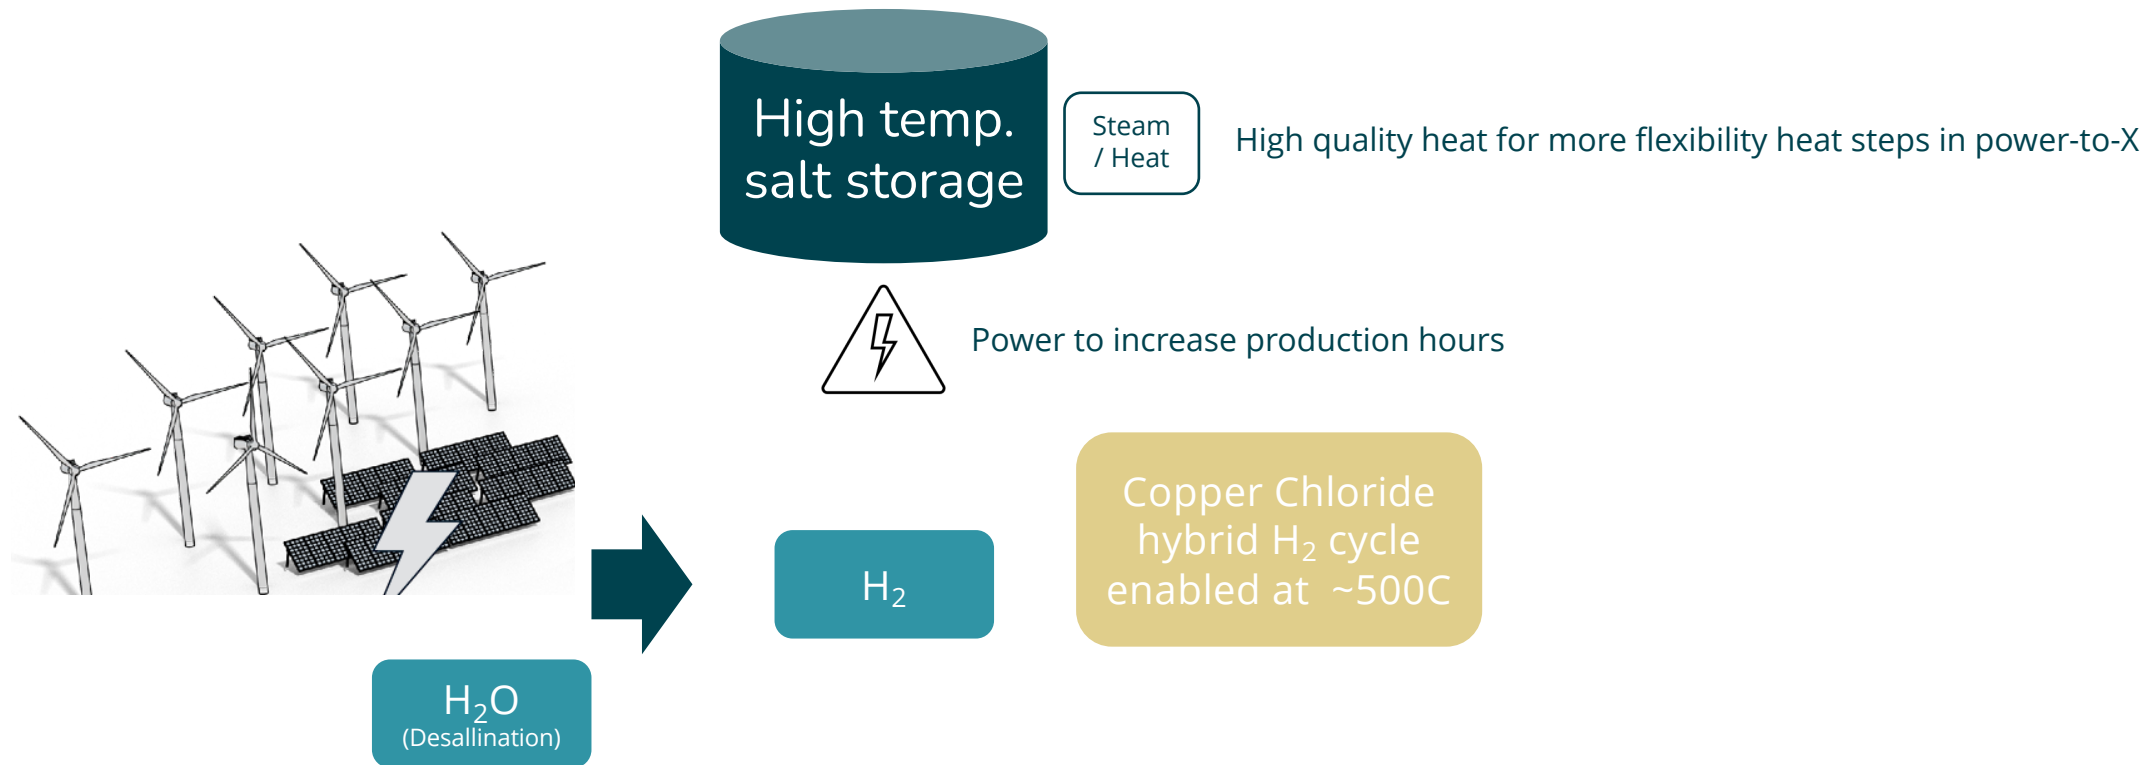 High temp.
salt storage
Steam
/ Heat
High quality heat for more flexibility heat steps in power-to-X
Power to increase production hours
Copper Chloride
hybrid H₂ cycle
enabled at  ~500C
H₂
H₂O
(Desallination)